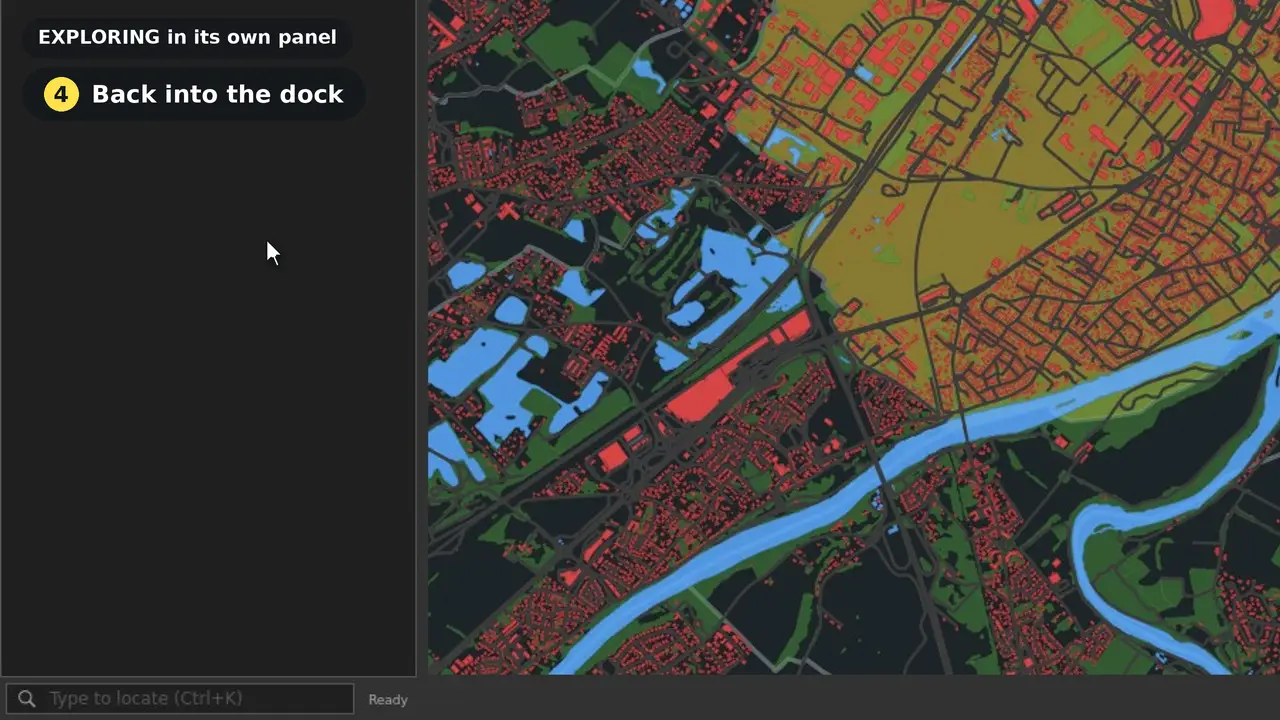 EXPLORING in its own panel
4 Back into the dock
Type to locate (Ctrl+K)
Ready